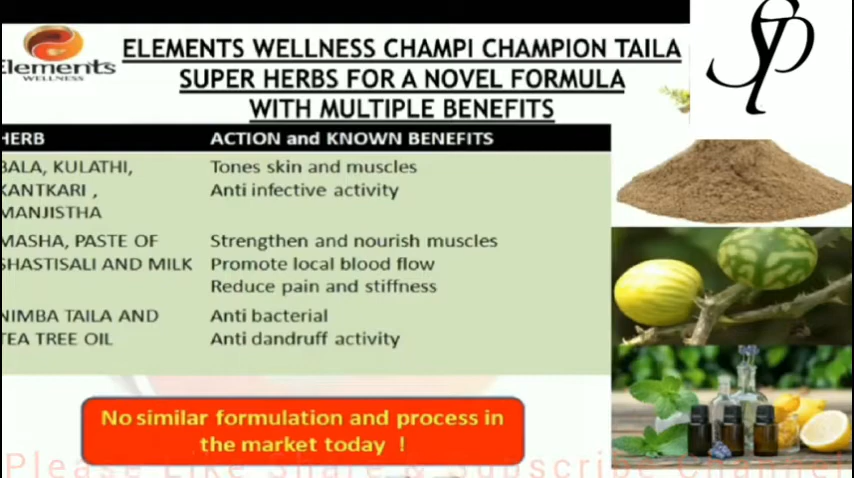 Elements
WELLNESS
ELEMENTS WELLNESS CHAMPI CHAMPION TAILA
SUPER HERBS FOR A NOVEL FORMULA
WITH MULTIPLE BENEFITS
HERB ACTION and KNOWN BENEFITS
BALA, KULATHI, Tones skin and muscles
KANTKARI , Anti infective activity
MANJISTHA
MASHA, PASTE OF Strengthen and nourish muscles
SHASTISALI AND MILK Promote local blood flow
Reduce pain and stiffness
NIMBA TAILA AND Anti bacterial
TEA TREE OIL Anti dandruff activity
No similar formulation and process in
the market today !
Please Like Share & Subscribe Channel